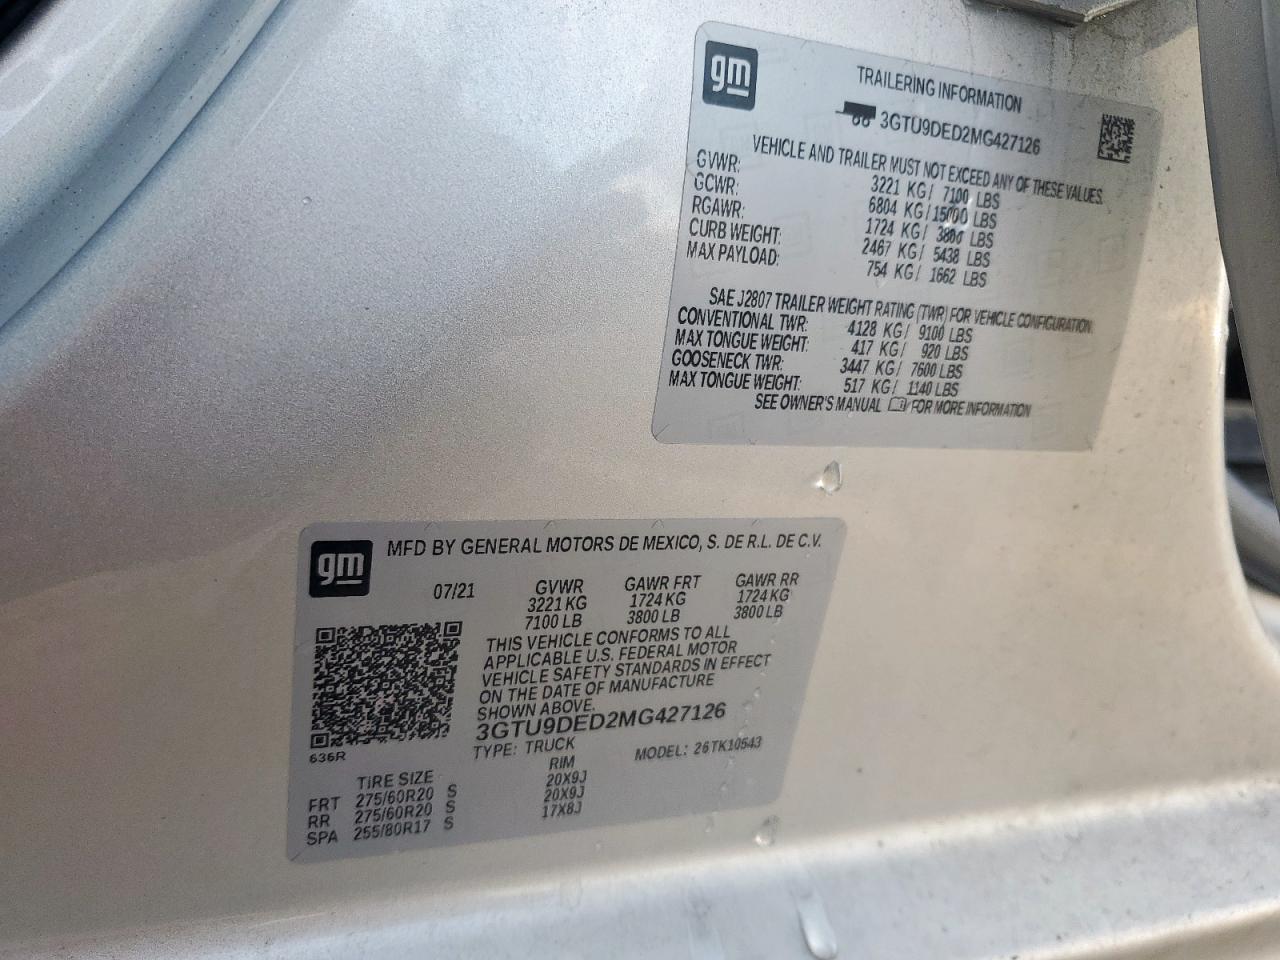 gm
TRAILERING INFORMATION
3GTU9DED2MG427126
VEHICLE AND TRAILER MUST NOT EXCEED ANY OF THESE VALUES.
GVWR: 3221 KG/ 7100 LBS
GCWR: 6804 KG/15000 LBS
RGAWR: 1724 KG/ 3800 LBS
CURB WEIGHT: 2467 KG/ 5438 LBS
MAX PAYLOAD: 754 KG/ 1662 LBS
SAE J2807 TRAILER WEIGHT RATING (TWR) FOR VEHICLE CONFIGURATION
CONVENTIONAL TWR: 4128 KG/ 9100 LBS
MAX TONGUE WEIGHT: 417 KG/ 920 LBS
GOOSENECK TWR: 3447 KG/ 7600 LBS
MAX TONGUE WEIGHT: 517 KG/ 1140 LBS
SEE OWNER'S MANUAL FOR MORE INFORMATION
gm
MFD BY GENERAL MOTORS DE MEXICO, S. DE R.L. DE C.V.
07/21 GVWR GAWR FRT GAWR RR
3221 KG 1724 KG 1724 KG
7100 LB 3800 LB 3800 LB
THIS VEHICLE CONFORMS TO ALL
APPLICABLE U.S. FEDERAL MOTOR
VEHICLE SAFETY STANDARDS IN EFFECT
ON THE DATE OF MANUFACTURE
SHOWN ABOVE.
3GTU9DED2MG427126
636R
TYPE: TRUCK MODEL: 26TK10543
TIRE SIZE RIM
FRT 275/60R20 S 20X9J
RR 275/60R20 S 20X9J
SPA 255/80R17 S 17X8J